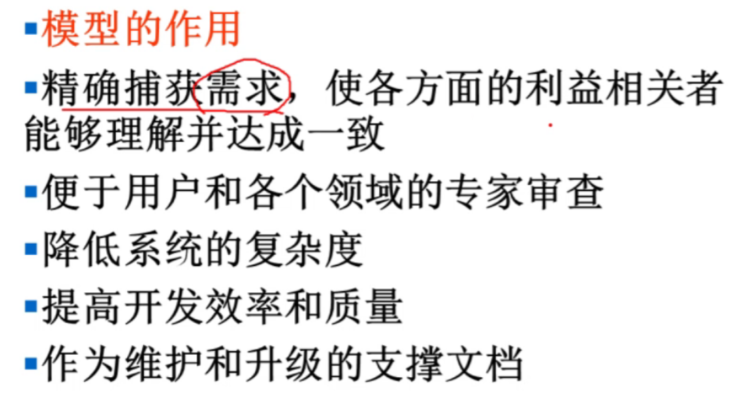 ▪模型的作用
▪精确捕获需求，使各方面的利益相关者
能够理解并达成一致
▪便于用户和各个领域的专家审查
▪降低系统的复杂度
▪提高开发效率和质量
▪作为维护和升级的支撑文档